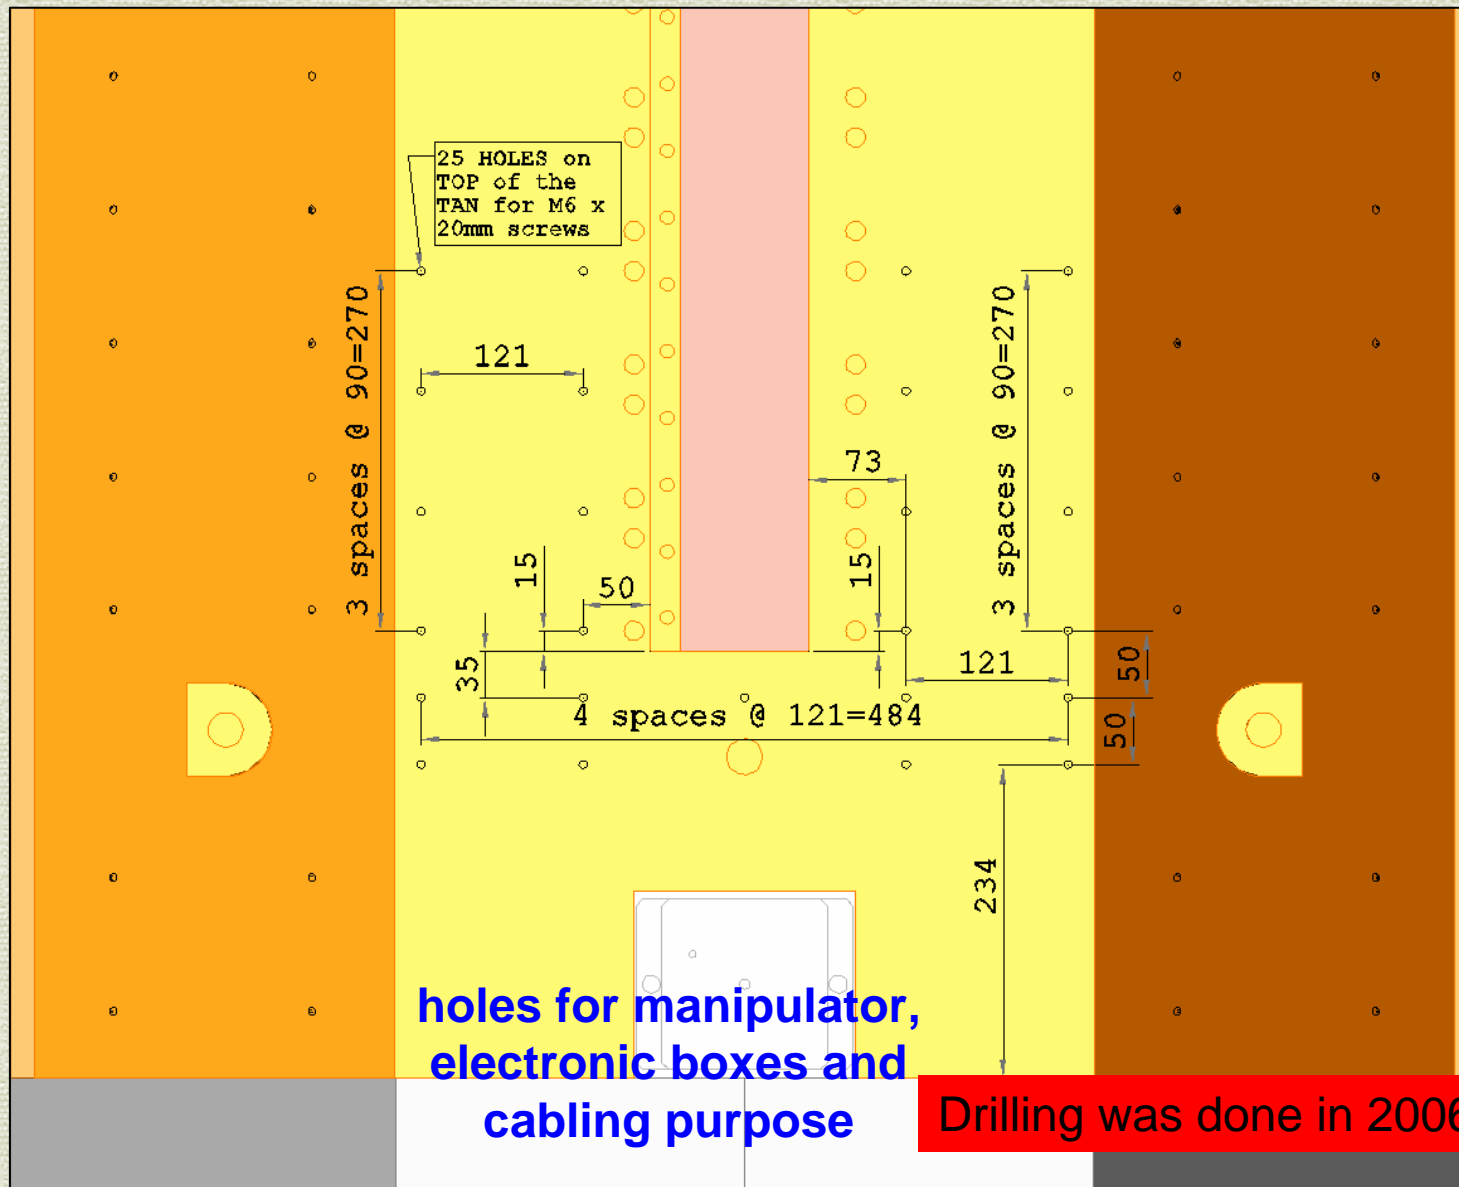 25 HOLES on
TOP of the
TAN for M6 x
20mm screws
3 spaces @ 90=270
3 spaces @ 90=270
121
73
15
50
15
35
121
50
4 spaces @ 121=484
50
234
holes for manipulator,
electronic boxes and
cabling purpose
Drilling was done in 2006